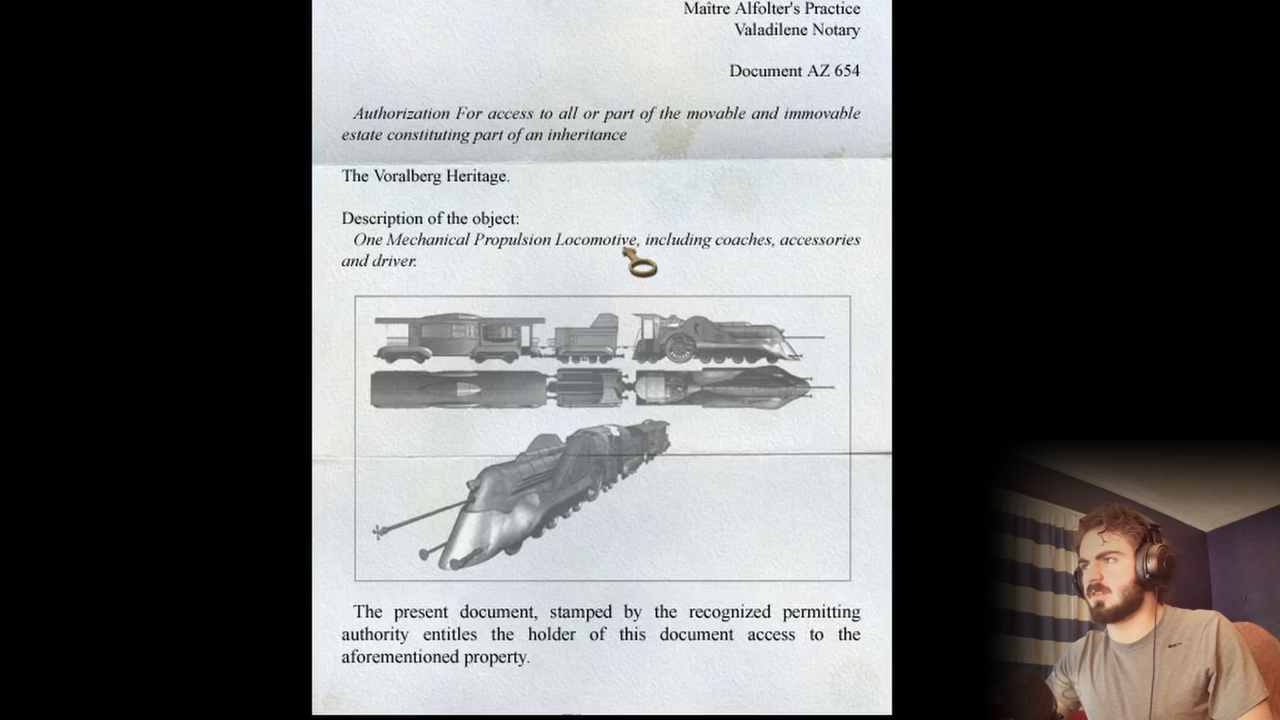 Maître Alfolter's Practice
Valadilene Notary
Document AZ 654
Authorization For access to all or part of the movable and immovable
estate constituting part of an inheritance
The Voralberg Heritage.
Description of the object:
One Mechanical Propulsion Locomotive, including coaches, accessories
and driver.
The present document, stamped by the recognized permitting
authority entitles the holder of this document access to the
aforementioned property.